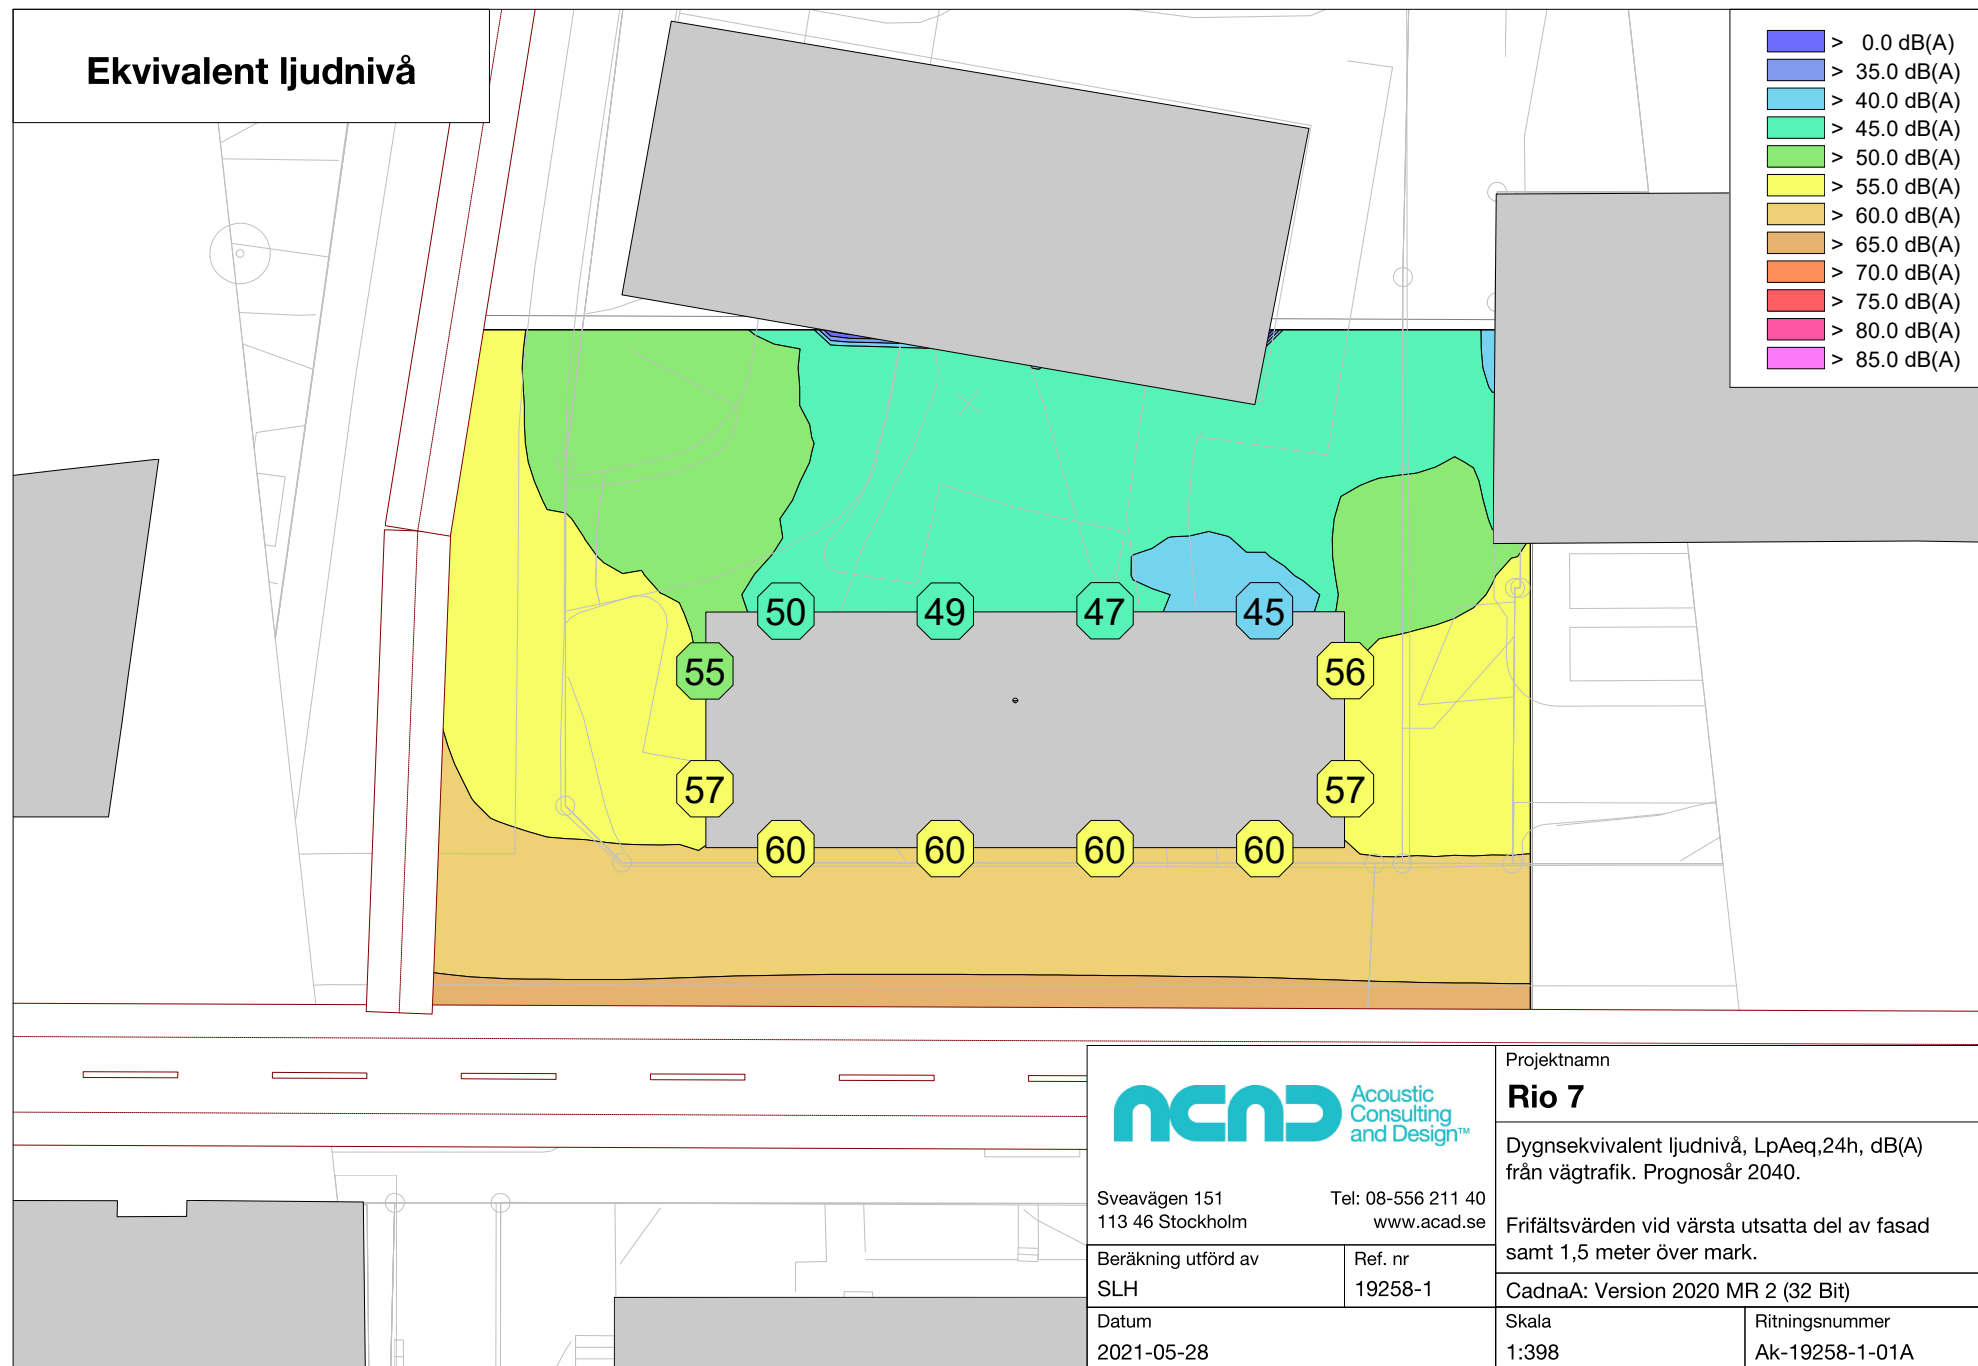 Ekvivalent ljudnivå
> 0.0 dB(A)
> 35.0 dB(A)
> 40.0 dB(A)
> 45.0 dB(A)
> 50.0 dB(A)
> 55.0 dB(A)
> 60.0 dB(A)
> 65.0 dB(A)
> 70.0 dB(A)
> 75.0 dB(A)
> 80.0 dB(A)
> 85.0 dB(A)
50 49 47 45
55 56
57 57
60 60 60 60
ACAD
Acoustic
Consulting
and Design™
Sveavägen 151
113 46 Stockholm
Tel: 08-556 211 40
www.acad.se
Beräkning utförd av
SLH
Ref. nr
19258-1
Datum
2021-05-28
Projektnamn
Rio 7
Dygnsekvivalent ljudnivå, LpAeq,24h, dB(A)
från vägtrafik. Prognosår 2040.
Frifältsvärden vid värsta utsatta del av fasad
samt 1,5 meter över mark.
CadnaA: Version 2020 MR 2 (32 Bit)
Skala
1:398
Ritningsnummer
Ak-19258-1-01A